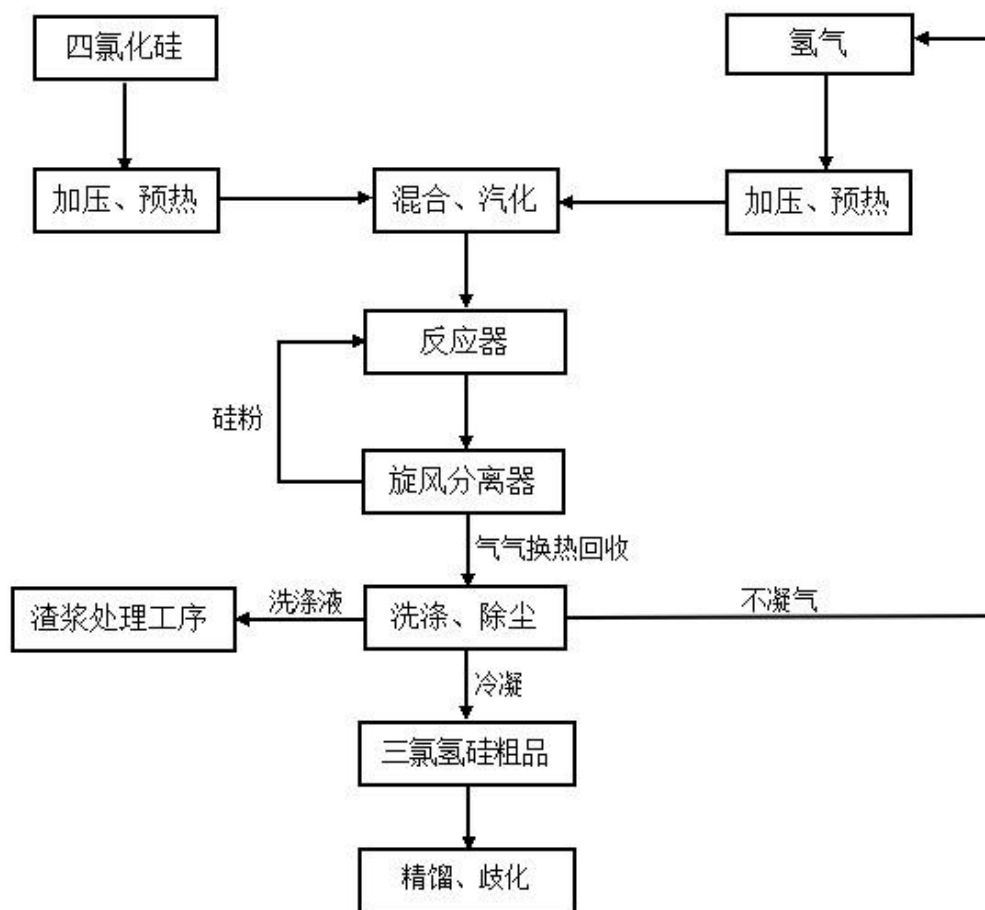 四氯化硅
氢气
加压、预热
混合、汽化
加压、预热
反应器
硅粉
旋风分离器
气气换热回收
渣浆处理工序
洗涤液
洗涤、除尘
不凝气
冷凝
三氯氢硅粗品
精馏、歧化